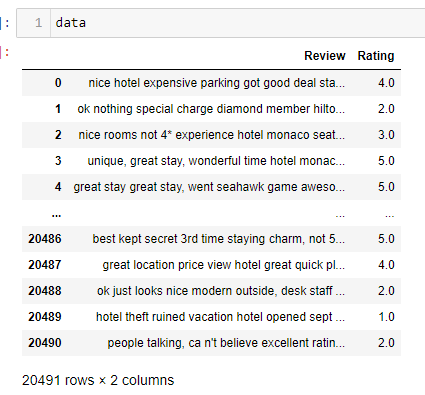 ]: 1 data
]:
Review Rating
0 nice hotel expensive parking got good deal sta... 4.0
1 ok nothing special charge diamond member hilto... 2.0
2 nice rooms not 4* experience hotel monaco seat... 3.0
3 unique, great stay, wonderful time hotel monac... 5.0
4 great stay great stay, went seahawk game aweso... 5.0
... ... ...
20486 best kept secret 3rd time staying charm, not 5... 5.0
20487 great location price view hotel great quick pl... 4.0
20488 ok just looks nice modern outside, desk staff ... 2.0
20489 hotel theft ruined vacation hotel opened sept ... 1.0
20490 people talking, ca n't believe excellent ratin... 2.0
20491 rows × 2 columns